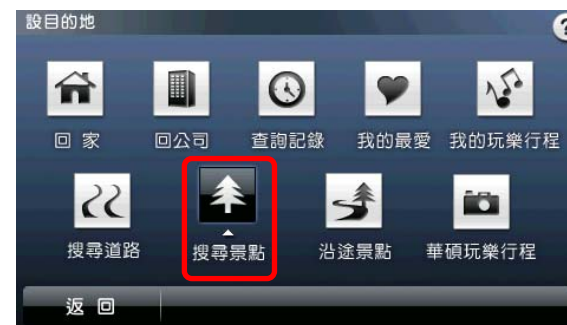 設目的地
?
回 家 回公司 查詢記錄 我的最愛 我的玩樂行程
搜尋道路 搜尋景點 沿途景點 華碩玩樂行程
返 回